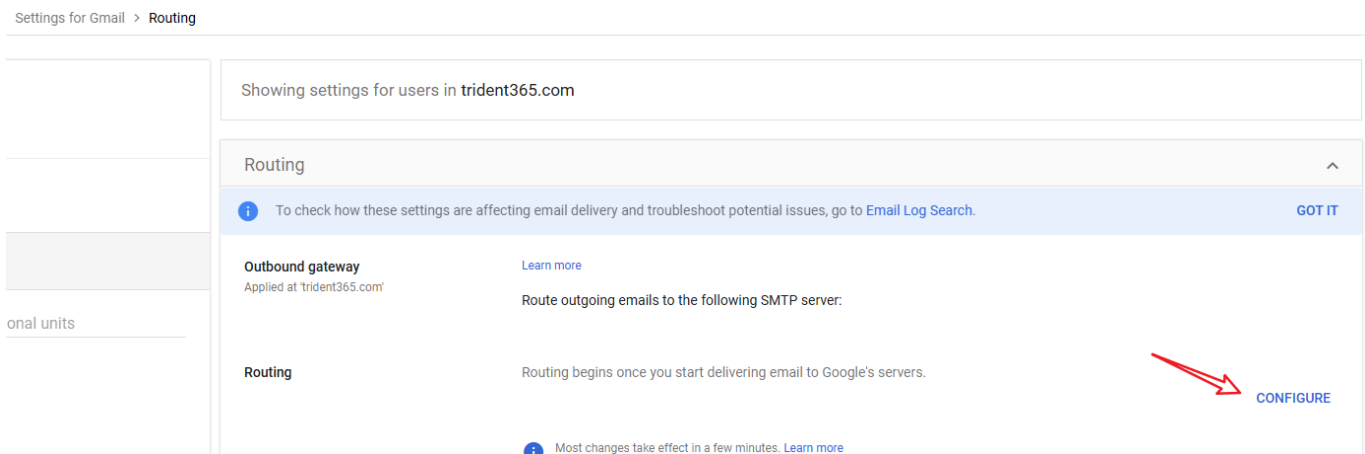 Settings for Gmail > Routing
Showing settings for users in trident365.com
Routing
To check how these settings are affecting email delivery and troubleshoot potential issues, go to Email Log Search.
GOT IT
Outbound gateway
Applied at 'trident365.com'
Learn more
Route outgoing emails to the following SMTP server:
onal units
Routing
Routing begins once you start delivering email to Google's servers.
CONFIGURE
Most changes take effect in a few minutes. Learn more